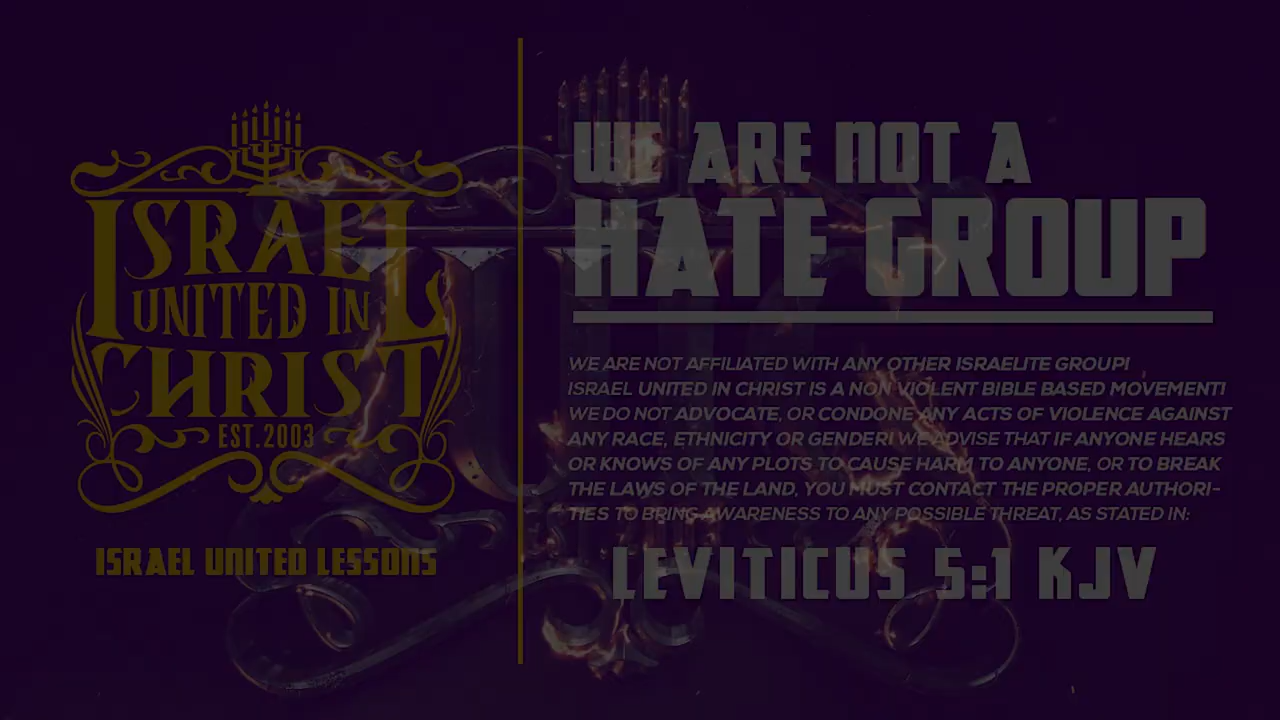 ISRAEL
UNITED IN
CHRIST
EST. 2003
ISRAEL UNITED LESSONS
WE ARE NOT A
HATE GROUP
WE ARE NOT AFFILIATED WITH ANY OTHER ISRAELITE GROUP!
ISRAEL UNITED IN CHRIST IS A NON VIOLENT BIBLE BASED MOVEMENT!
WE DO NOT ADVOCATE, OR CONDONE ANY ACTS OF VIOLENCE AGAINST
ANY RACE, ETHNICITY OR GENDER! WE ADVISE THAT IF ANYONE HEARS
OR KNOWS OF ANY PLOTS TO CAUSE HARM TO ANYONE, OR TO BREAK
THE LAWS OF THE LAND, YOU MUST CONTACT THE PROPER AUTHORI-
TIES TO BRING AWARENESS TO ANY POSSIBLE THREAT, AS STATED IN:
LEVITICUS 5:1 KJV